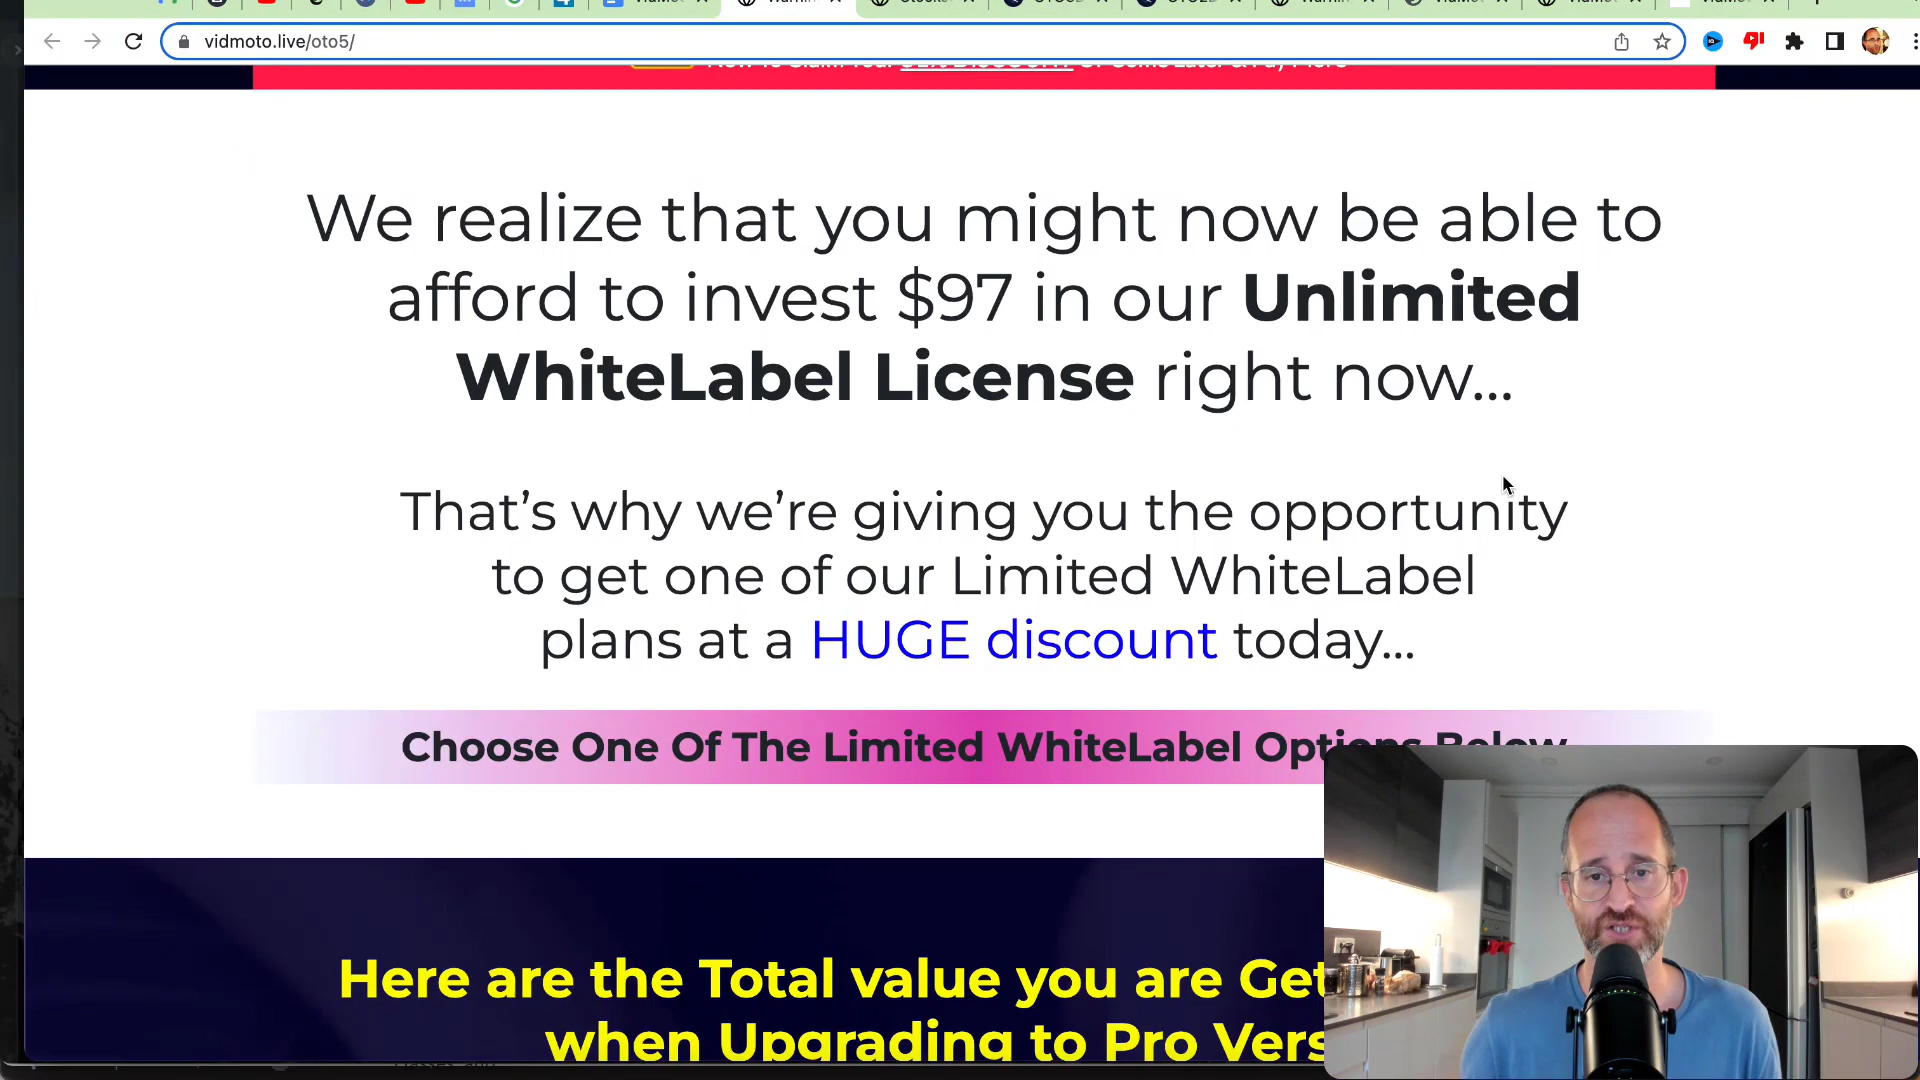 vidmoto.live/oto5/
We realize that you might now be able to
afford to invest $97 in our Unlimited
WhiteLabel License right now...
That’s why we’re giving you the opportunity
to get one of our Limited WhiteLabel
plans at a HUGE discount today...
Choose One Of The Limited WhiteLabel Options Below
Here are the Total value you are Get
when Upgrading to Pro Vers